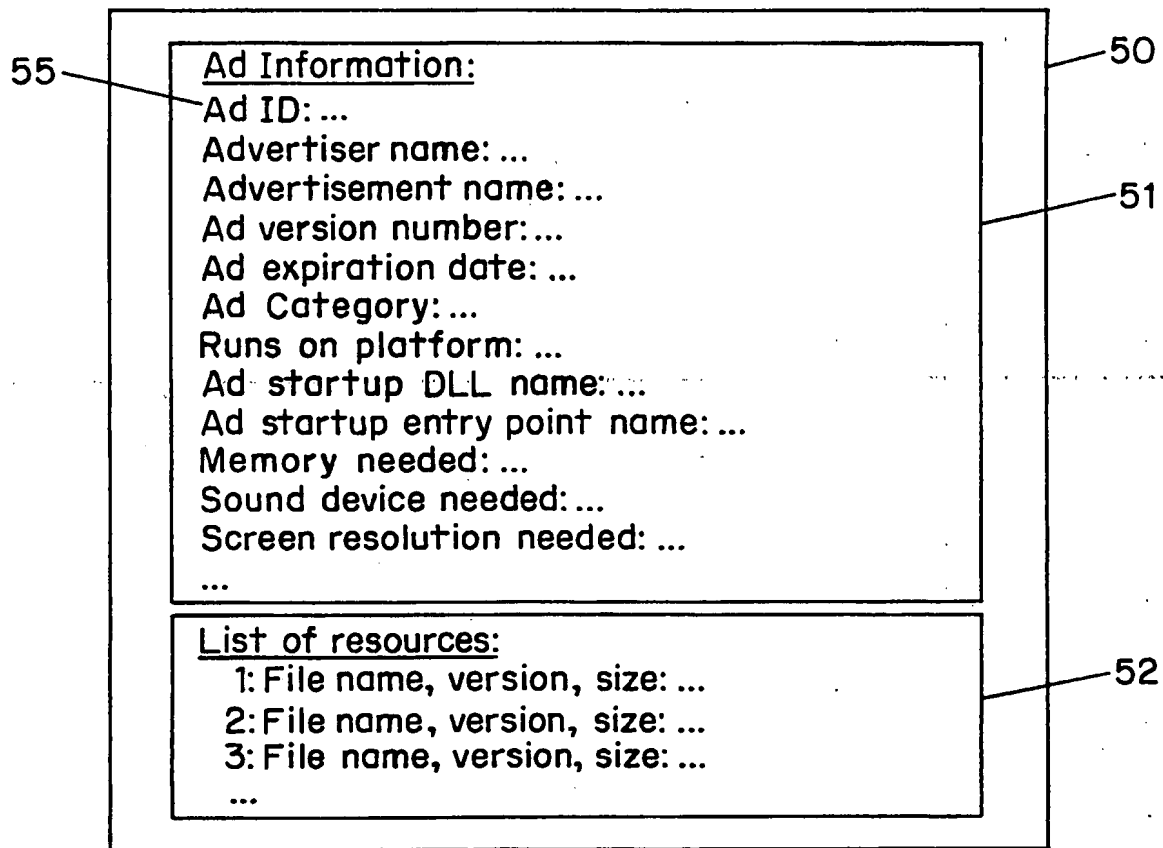 50
55
Ad Information:
Ad ID: ...
Advertiser name: ...
Advertisement name: ...
51
Ad version number: ...
Ad expiration date: ...
Ad Category: ...
Runs on platform: ...
Ad startup DLL name: ...
Ad startup entry point name: ...
Memory needed: ...
Sound device needed: ...
Screen resolution needed: ...
...
List of resources:
52
1: File name, version, size: ...
2: File name, version, size: ...
3: File name, version, size: ...
...